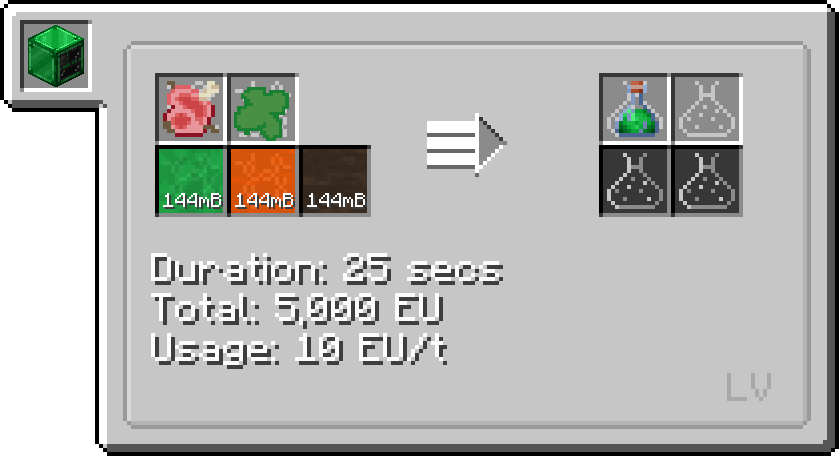 144mB 144mB 144mB
Duration: 25 secs
Total: 5,000 EU
Usage: 10 EU/t
LV